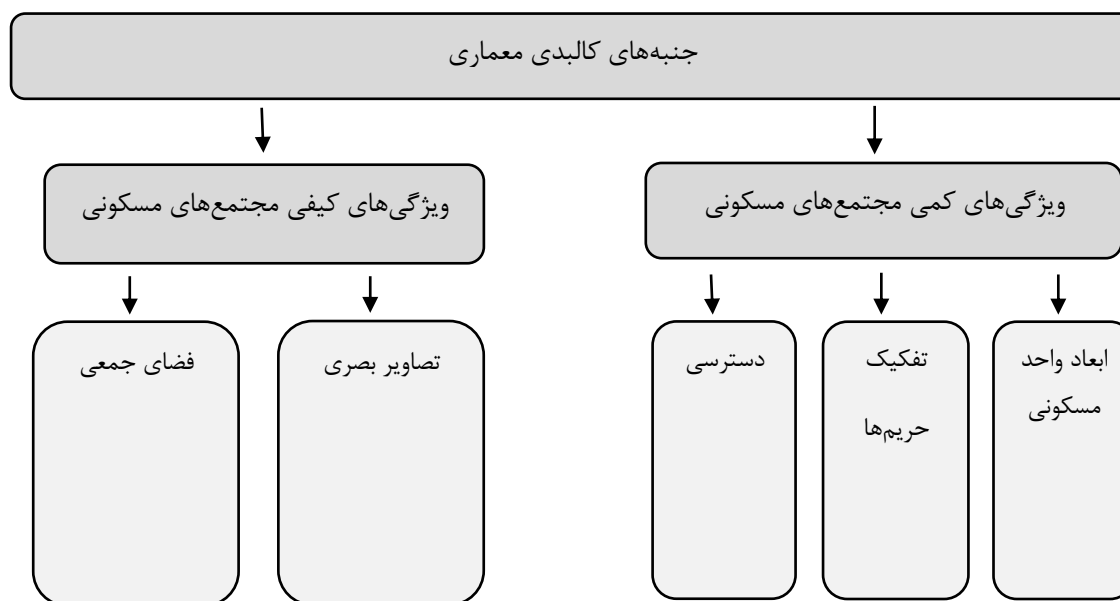 جنبه‌های کالبدی معماری
ویژگی‌های کمی مجتمع‌های مسکونی
ویژگی‌های کیفی مجتمع‌های مسکونی
ابعاد واحد
مسکونی
تفکیک
حریم‌ها
دسترسی
تصاویر بصری
فضای جمعی